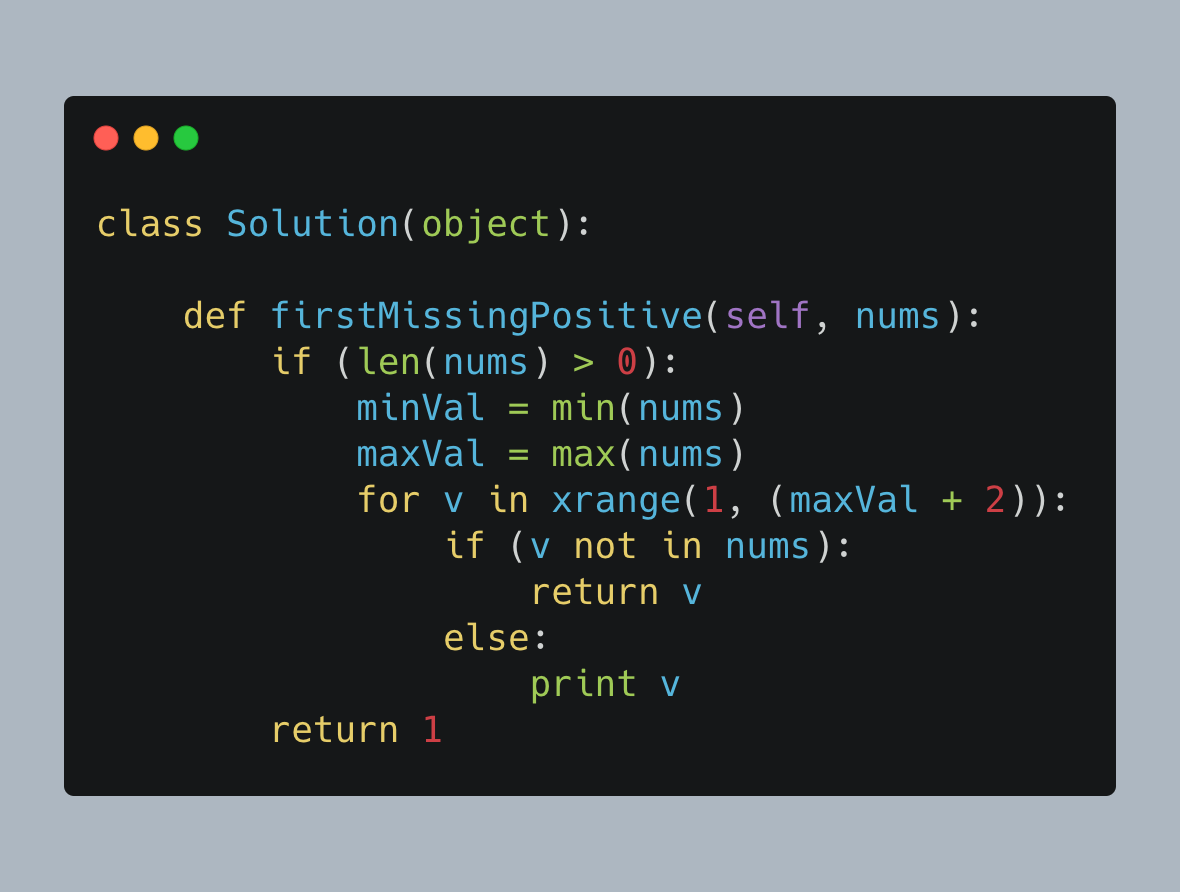 class Solution(object):

    def firstMissingPositive(self, nums):
        if (len(nums) > 0):
            minVal = min(nums)
            maxVal = max(nums)
            for v in xrange(1, (maxVal + 2)):
                if (v not in nums):
                    return v
                else:
                    print v
        return 1